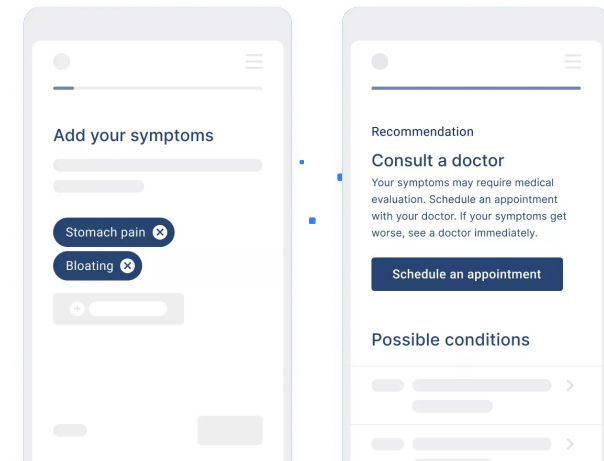 Add your symptoms
Stomach pain
Bloating
Recommendation
Consult a doctor
Your symptoms may require medical
evaluation. Schedule an appointment
with your doctor. If your symptoms get
worse, see a doctor immediately.
Schedule an appointment
Possible conditions